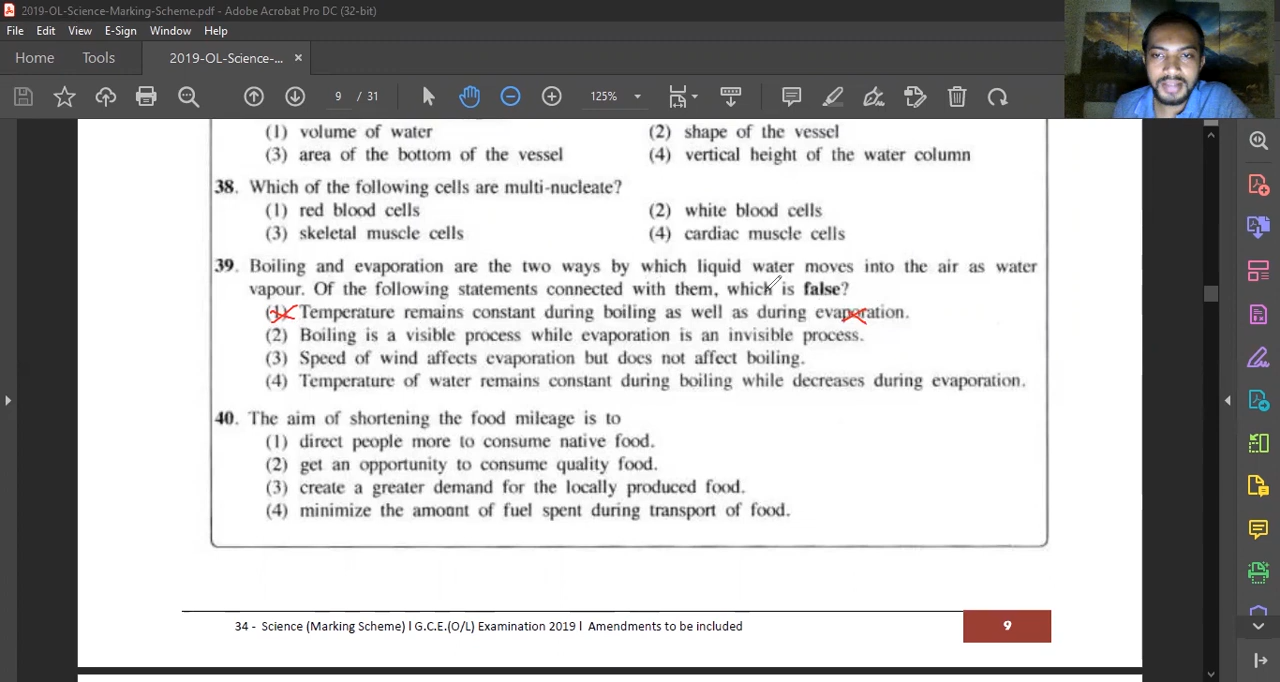 2019-OL-Science-Marking-Scheme.pdf - Adobe Acrobat Pro DC (32-bit)
File Edit View E-Sign Window Help
Home Tools 2019-OL-Science-... ×
9 / 31 125%
(1) volume of water (2) shape of the vessel
(3) area of the bottom of the vessel (4) vertical height of the water column
38. Which of the following cells are multi-nucleate?
(1) red blood cells (2) white blood cells
(3) skeletal muscle cells (4) cardiac muscle cells
39. Boiling and evaporation are the two ways by which liquid water moves into the air as water
vapour. Of the following statements connected with them, which is false?
(1) Temperature remains constant during boiling as well as during evaporation.
(2) Boiling is a visible process while evaporation is an invisible process.
(3) Speed of wind affects evaporation but does not affect boiling.
(4) Temperature of water remains constant during boiling while decreases during evaporation.
40. The aim of shortening the food mileage is to
(1) direct people more to consume native food.
(2) get an opportunity to consume quality food.
(3) create a greater demand for the locally produced food.
(4) minimize the amount of fuel spent during transport of food.
34 - Science (Marking Scheme) I G.C.E.(O/L) Examination 2019 I Amendments to be included 9